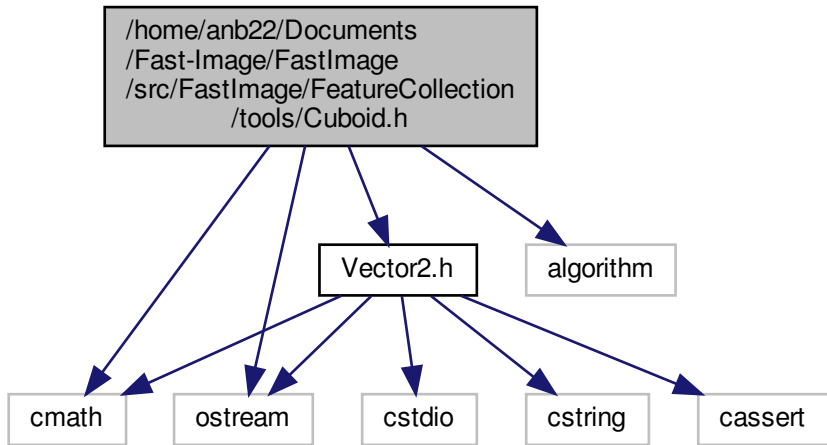 /home/anb22/Documents
/Fast-Image/FastImage
/src/FastImage/FeatureCollection
/tools/Cuboid.h
Vector2.h
algorithm
cmath
ostream
cstdio
cstring
cassert